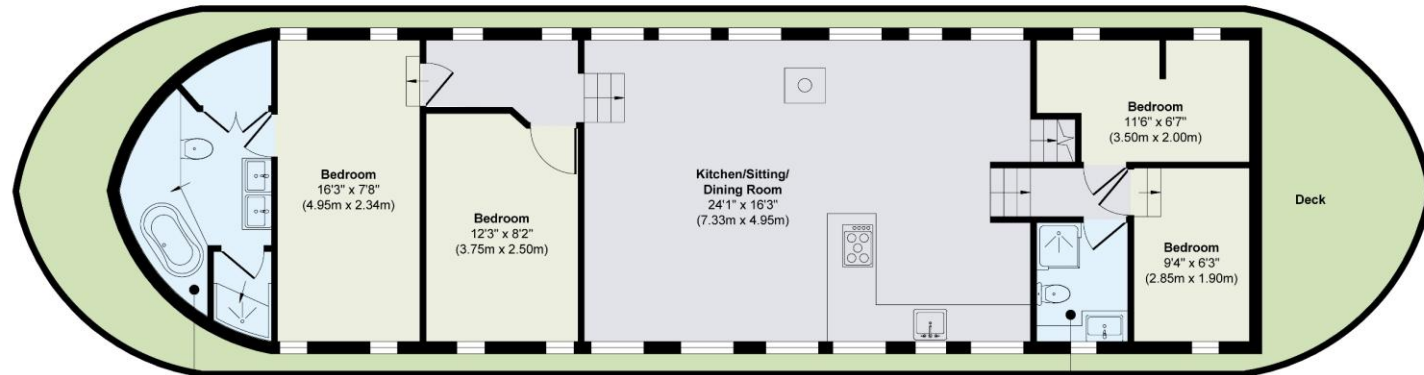 Bedroom
16'3" x 7'8"
(4.95m x 2.34m)
Bedroom
12'3" x 8'2"
(3.75m x 2.50m)
Kitchen/Sitting/
Dining Room
24'1" x 16'3"
(7.33m x 4.95m)
Bedroom
11'6" x 6'7"
(3.50m x 2.00m)
Bedroom
9'4" x 6'3"
(2.85m x 1.90m)
Deck